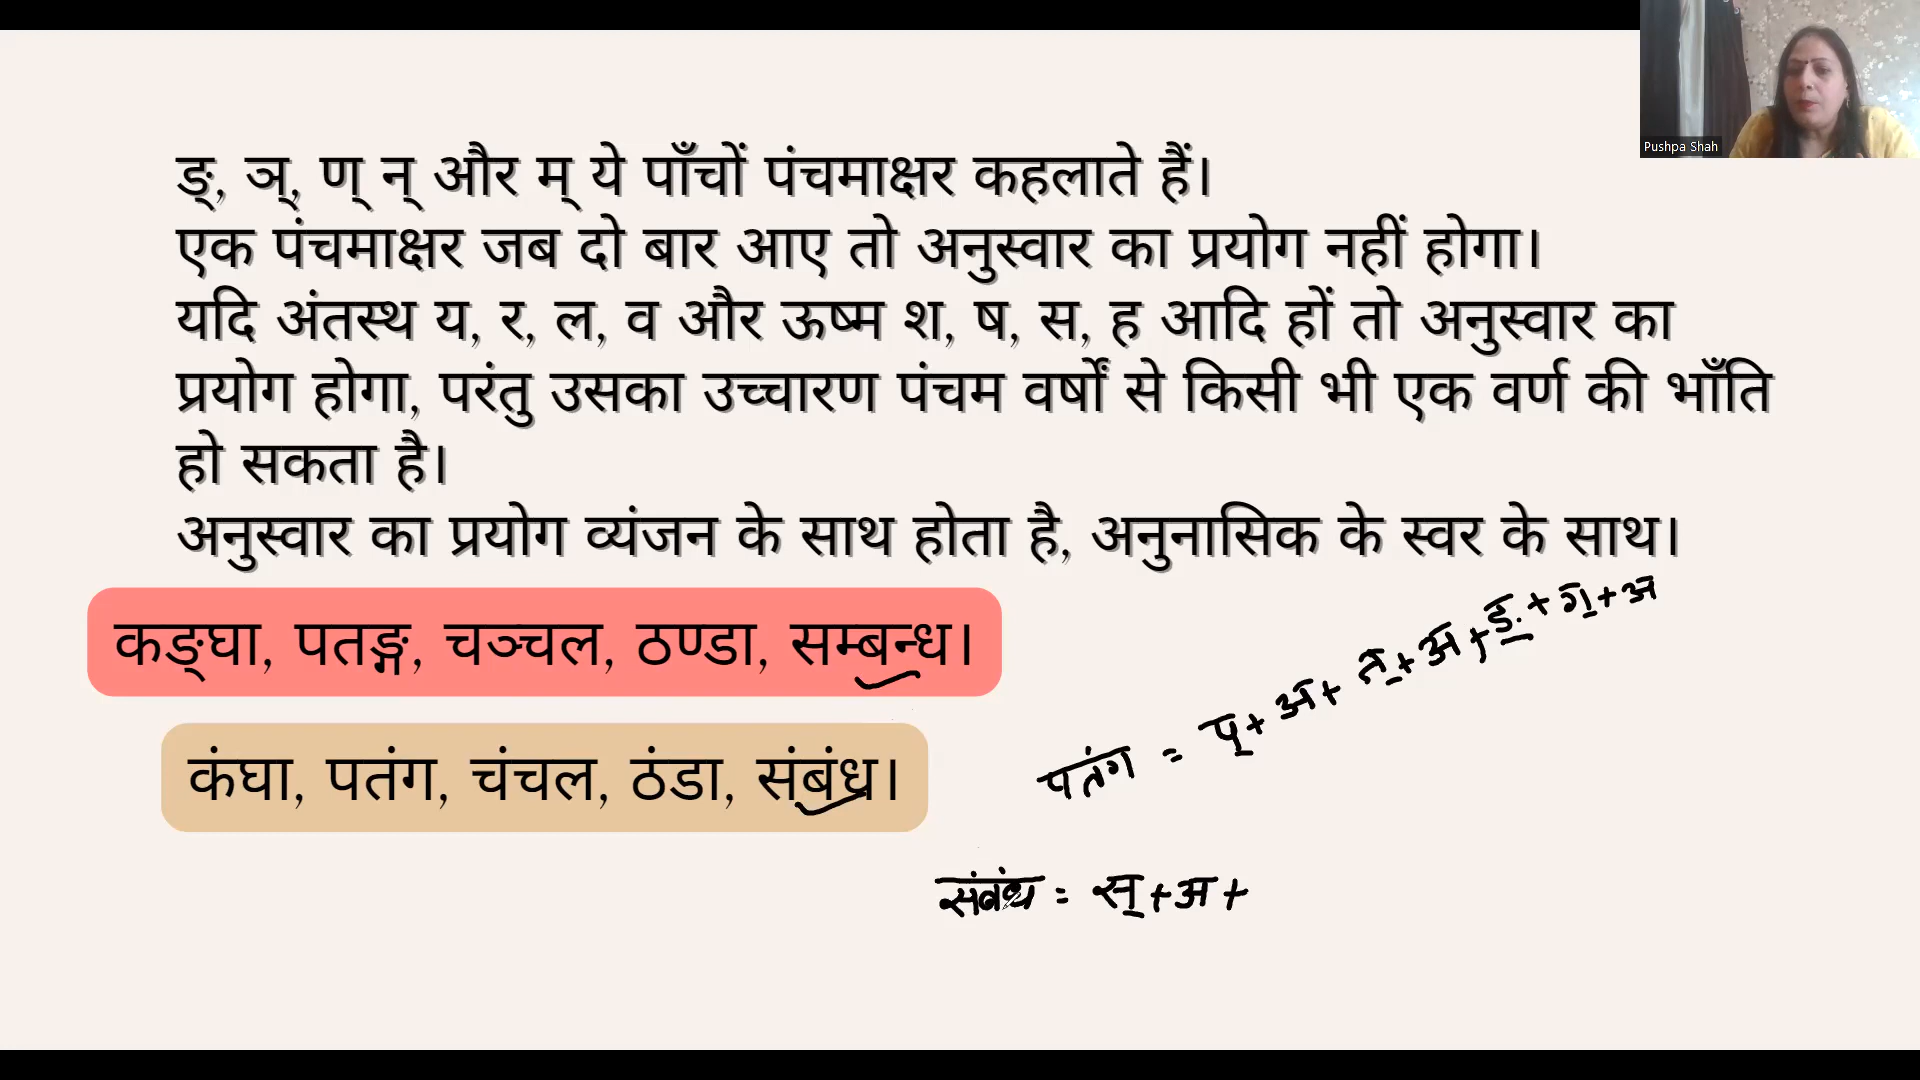 Pushpa Shah
ङ्, ञ्, ण् न् और म् ये पाँचों पंचमाक्षर कहलाते हैं।
एक पंचमाक्षर जब दो बार आए तो अनुस्वार का प्रयोग नहीं होगा।
यदि अंतस्थ य, र, ल, व और ऊष्म श, ष, स, ह आदि हों तो अनुस्वार का
प्रयोग होगा, परंतु उसका उच्चारण पंचम वर्षों से किसी भी एक वर्ण की भाँति
हो सकता है।
अनुस्वार का प्रयोग व्यंजन के साथ होता है, अनुनासिक के स्वर के साथ।
कङ्घा, पतङ्ग, चञ्चल, ठण्डा, सम्बन्ध।
कंघा, पतंग, चंचल, ठंडा, संबंध।
पतंग = प्+अ+त्+अ+ङ्+ग्+अ
संबंध = स्+अ+